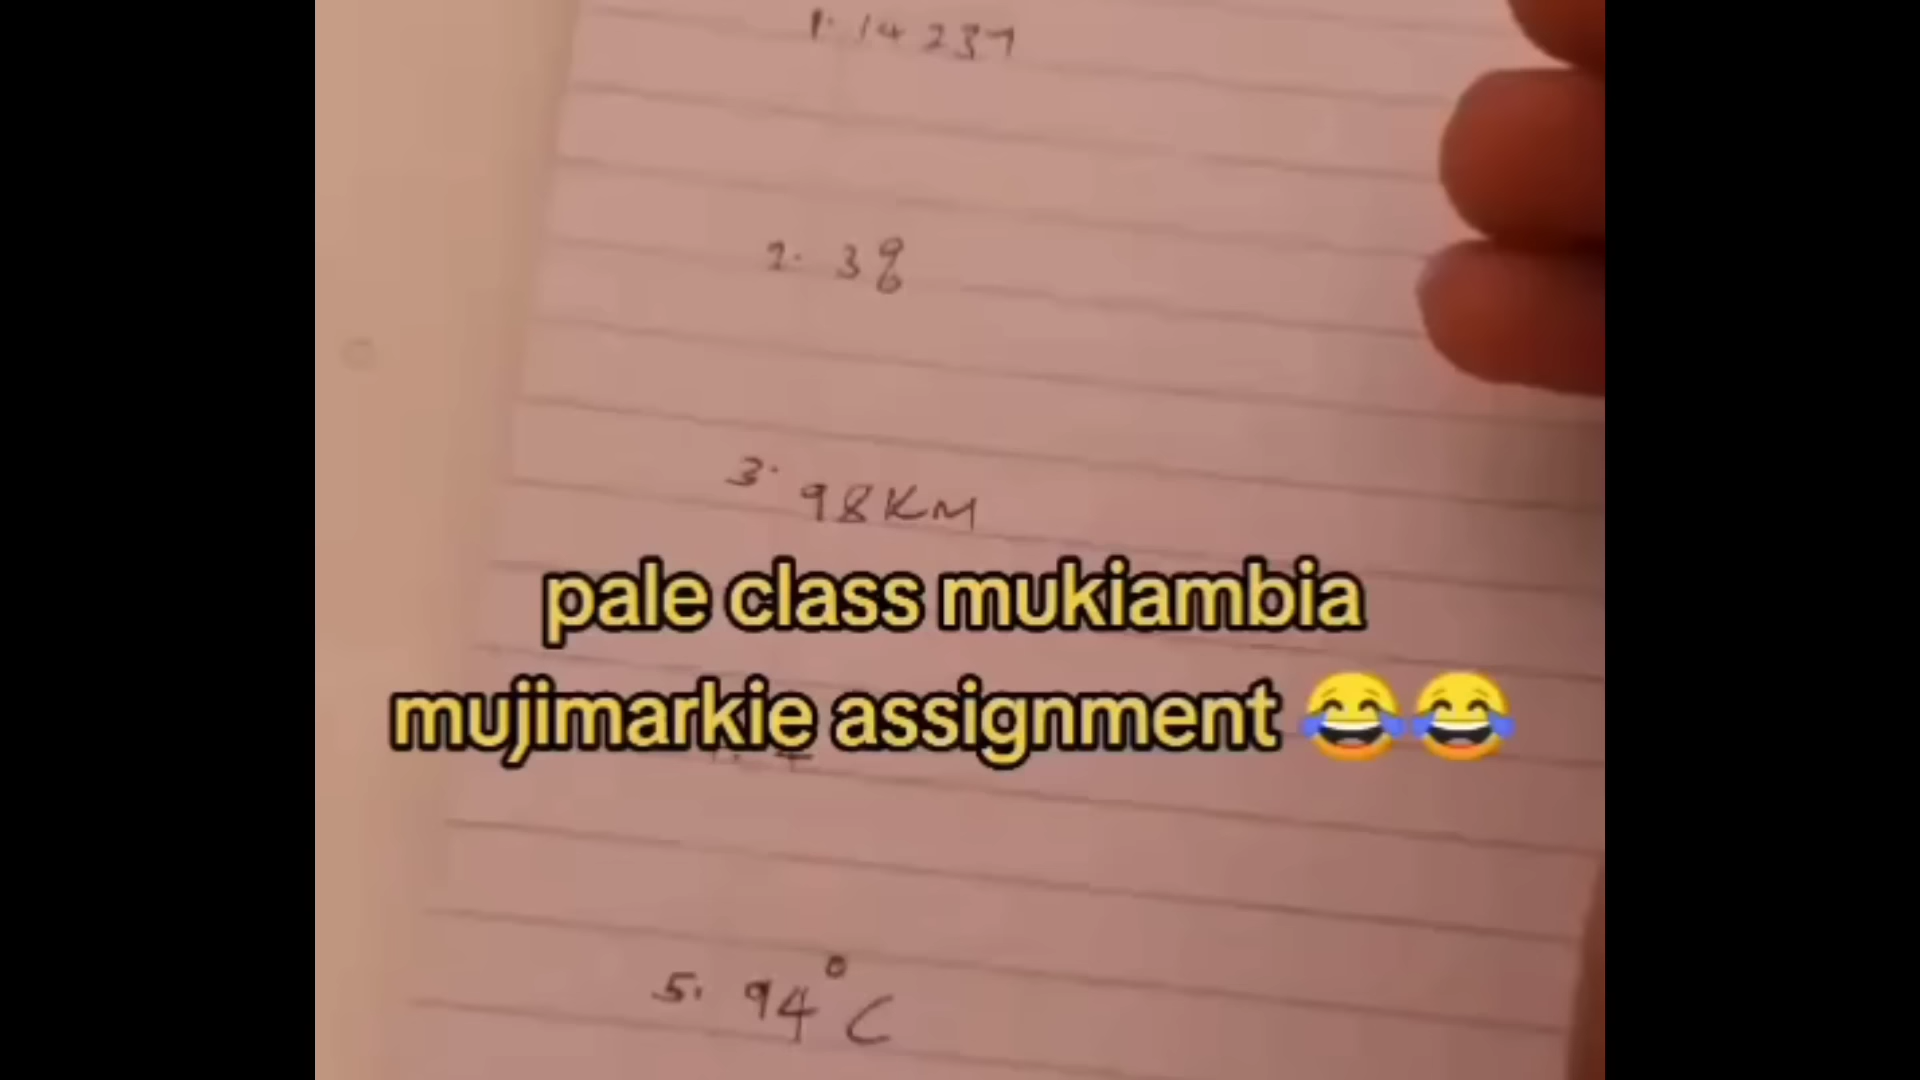 1. 14237
2. 38
3. 98KM
pale class mukiambia
mujimarkie assignment 😂😂
5. 94°C